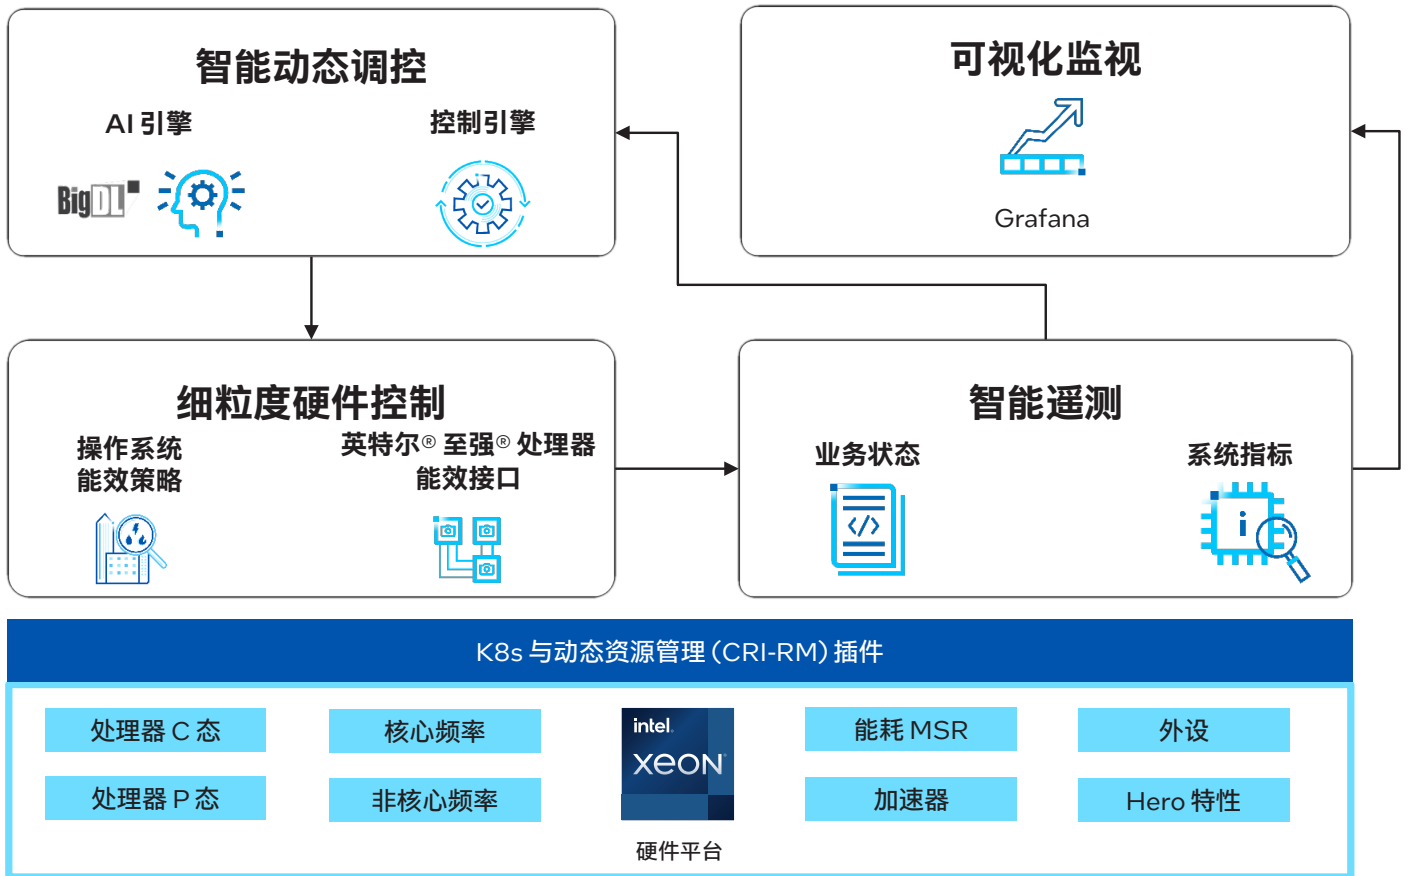 智能动态调控
AI 引擎
控制引擎
BigDL
可视化监视
Grafana
细粒度硬件控制
操作系统
能效策略
英特尔® 至强® 处理器
能效接口
智能遥测
业务状态
系统指标
K8s 与动态资源管理 (CRI-RM) 插件
处理器 C 态
核心频率
intel.
xeon
能耗 MSR
外设
处理器 P 态
非核心频率
加速器
Hero 特性
硬件平台